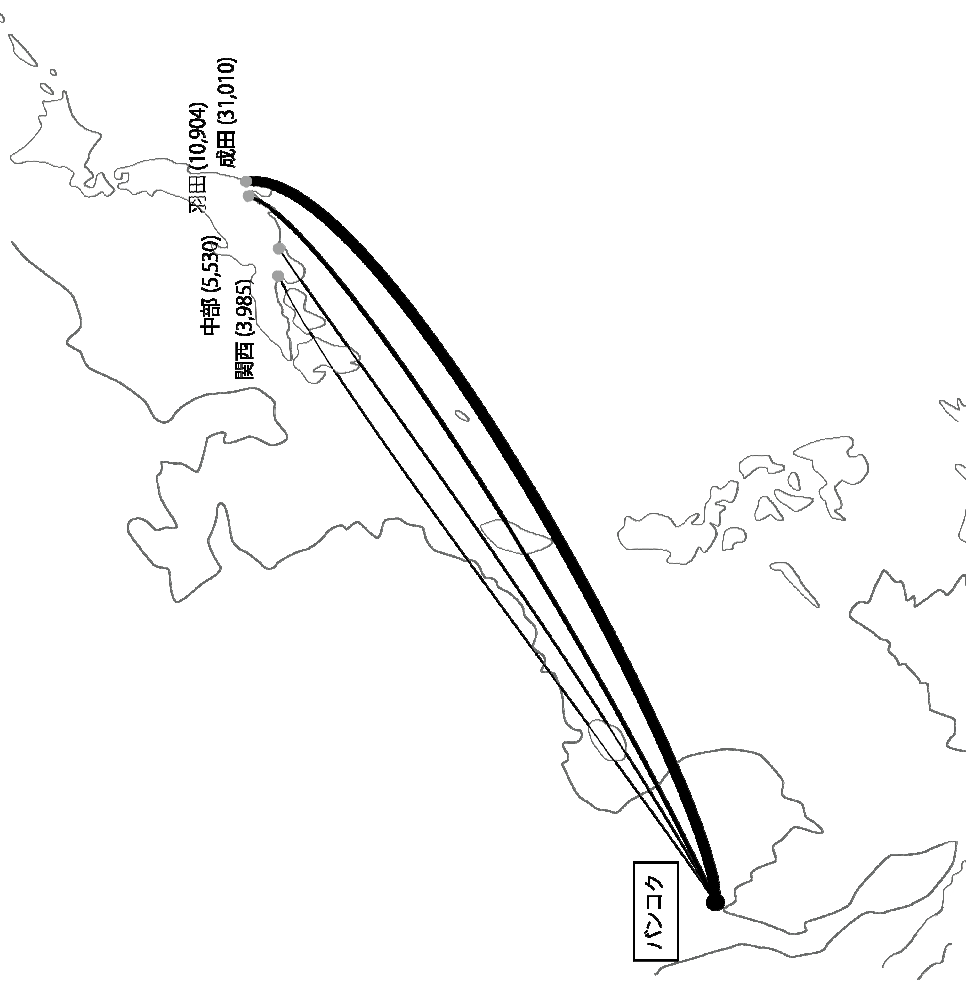 成田 (31,010)
羽田 (10,904)
中部 (5,530)
関西 (3,985)
バンコク